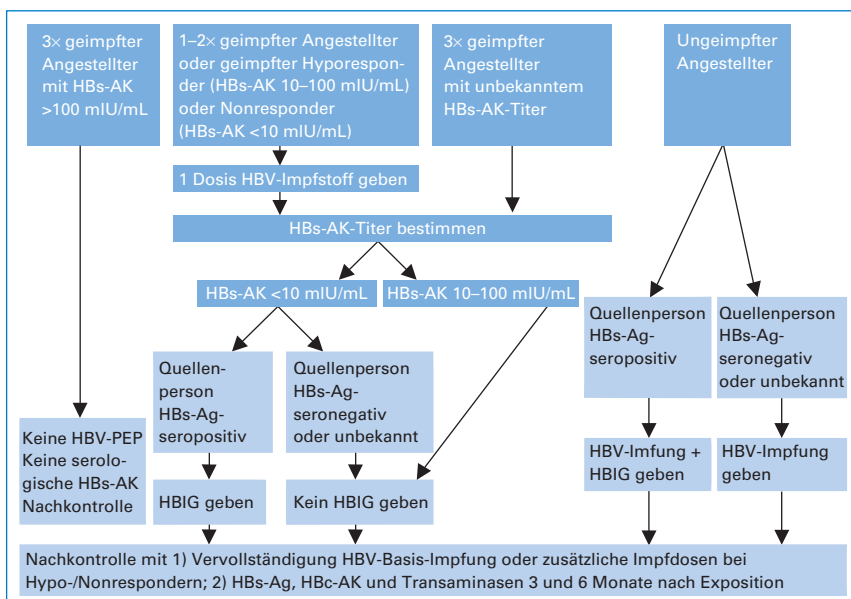 3× geimpfter
Angestellter
mit HBs-AK
>100 mIU/mL
1–2× geimpfter Angestellter
oder geimpfter Hyporespon-
der (HBs-AK 10–100 mIU/mL)
oder Nonresponder
(HBs-AK <10 mIU/mL)
3× geimpfter
Angestellter
mit unbekanntem
HBs-AK-Titer
Ungeimpfter
Angestellter
1 Dosis HBV-Impfstoff geben
HBs-AK-Titer bestimmen
HBs-AK <10 mIU/mL
HBs-AK 10–100 mIU/mL
Quellen-
person
HBs-Ag-
seropositiv
Quellenperson
HBs-Ag-
seronegativ
oder unbekannt
Quellenperson
HBs-Ag-
seropositiv
Quellenperson
HBs-Ag-
seronegativ
oder unbekannt
Keine HBV-PEP
Keine serolo-
gische HBs-AK
Nachkontrolle
HBIG geben
Kein HBIG geben
HBV-Imfung +
HBIG geben
HBV-Impfung
geben
Nachkontrolle mit 1) Vervollständigung HBV-Basis-Impfung oder zusätzliche Impfdosen bei
Hypo-/Nonrespondern; 2) HBs-Ag, HBc-AK und Transaminasen 3 und 6 Monate nach Exposition